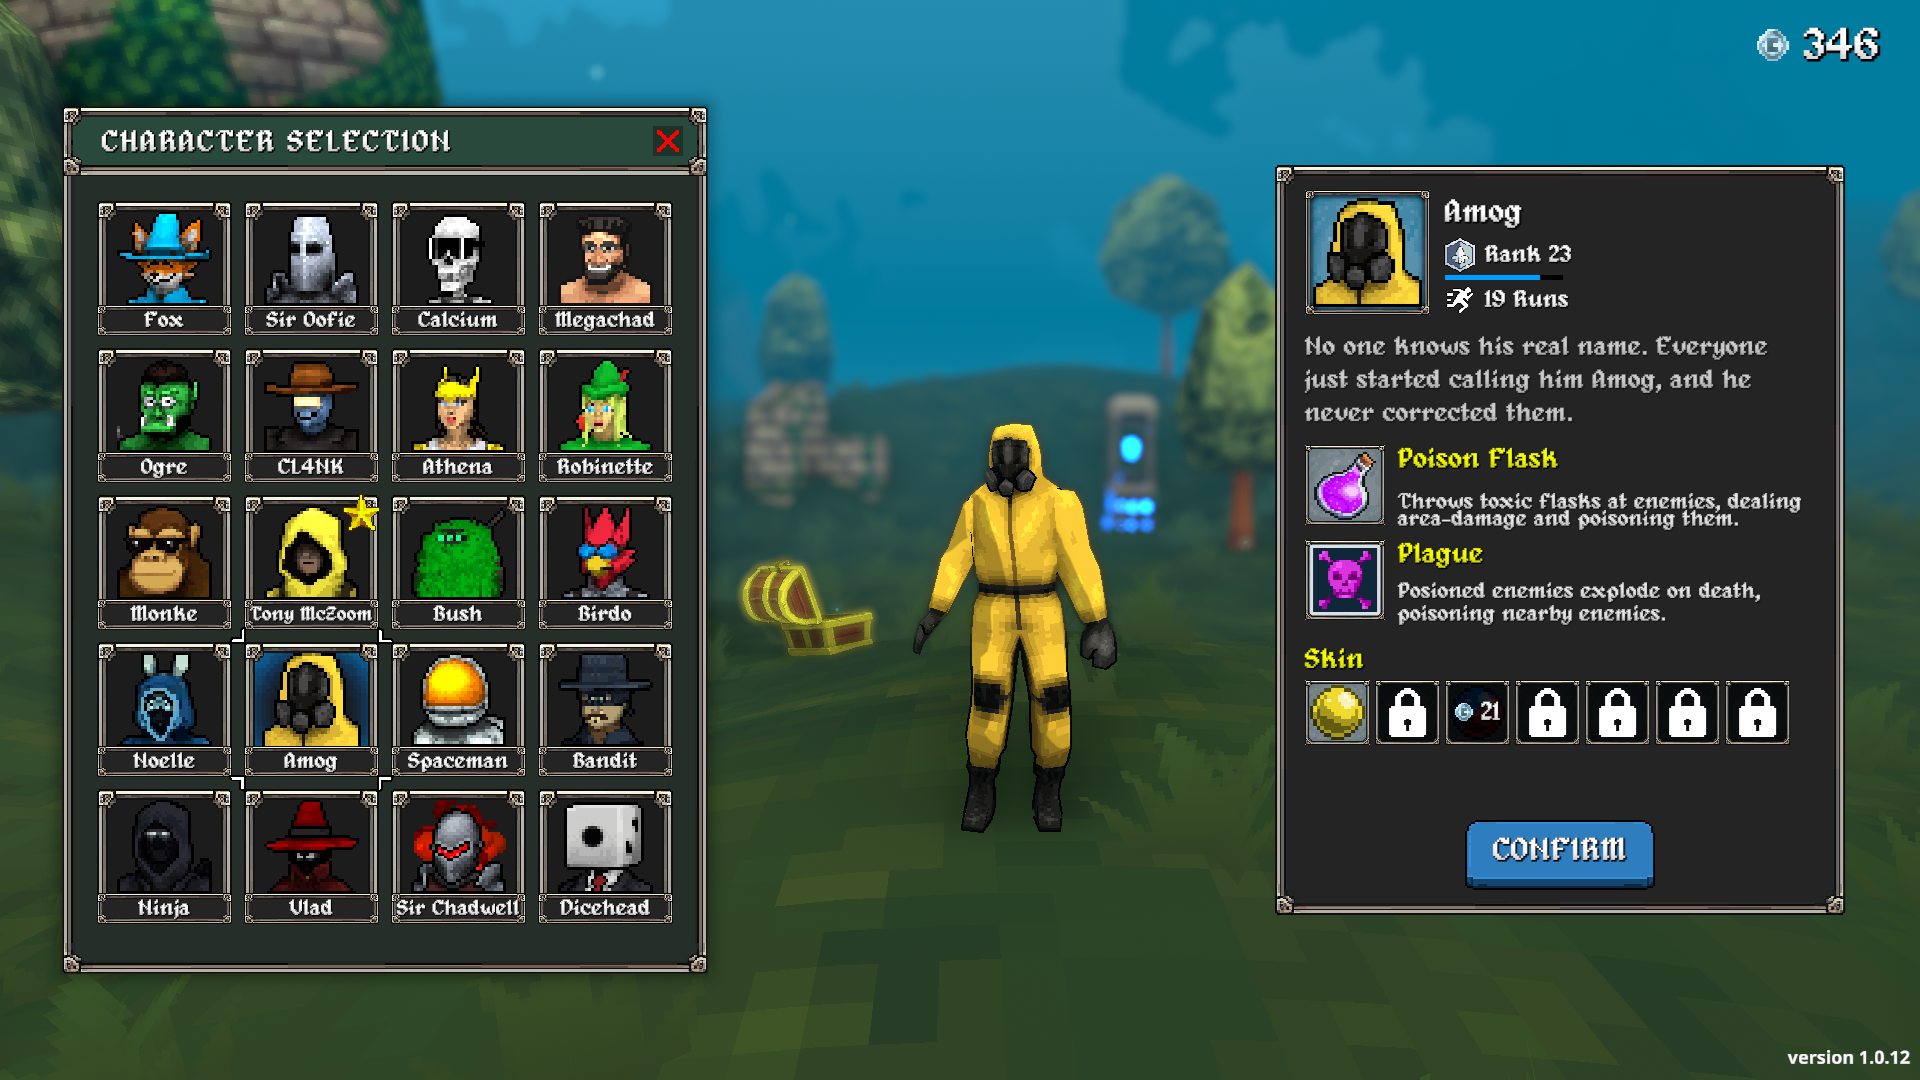 346
CHARACTER SELECTION
Fox
Sir Oofie
Calcium
Megachad
Ogre
CL4NK
Athena
Robinette
Monke
Tony McZoom
Bush
Birdo
Noelle
Amog
Spaceman
Bandit
Ninja
Vlad
Sir Chadwell
Dicehead
Amog
Rank 23
19 Runs
No one knows his real name. Everyone
just started calling him Amog, and he
never corrected them.
Poison Flask
Throws toxic flasks at enemies, dealing
area-damage and poisoning them.
Plague
Posioned enemies explode on death,
poisoning nearby enemies.
Skin
21
CONFIRM
version 1.0.12